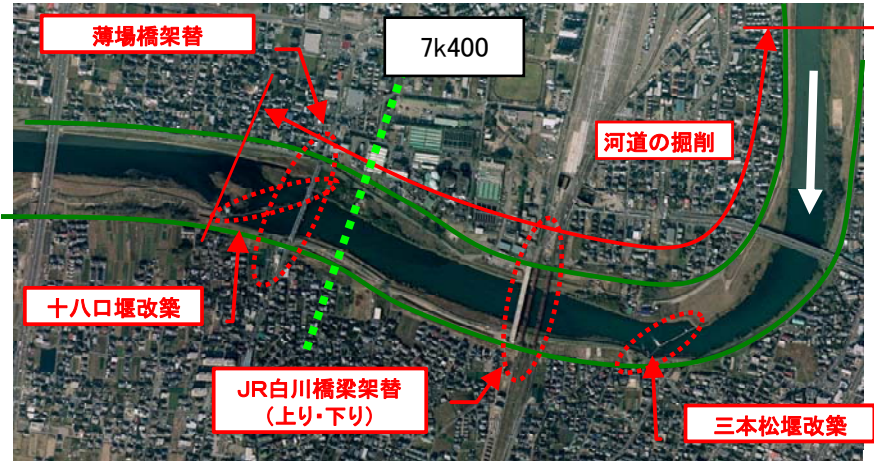 薄場橋架替
7k400
河道の掘削
十八口堰改築
JR白川橋梁架替
(上り・下り)
三本松堰改築